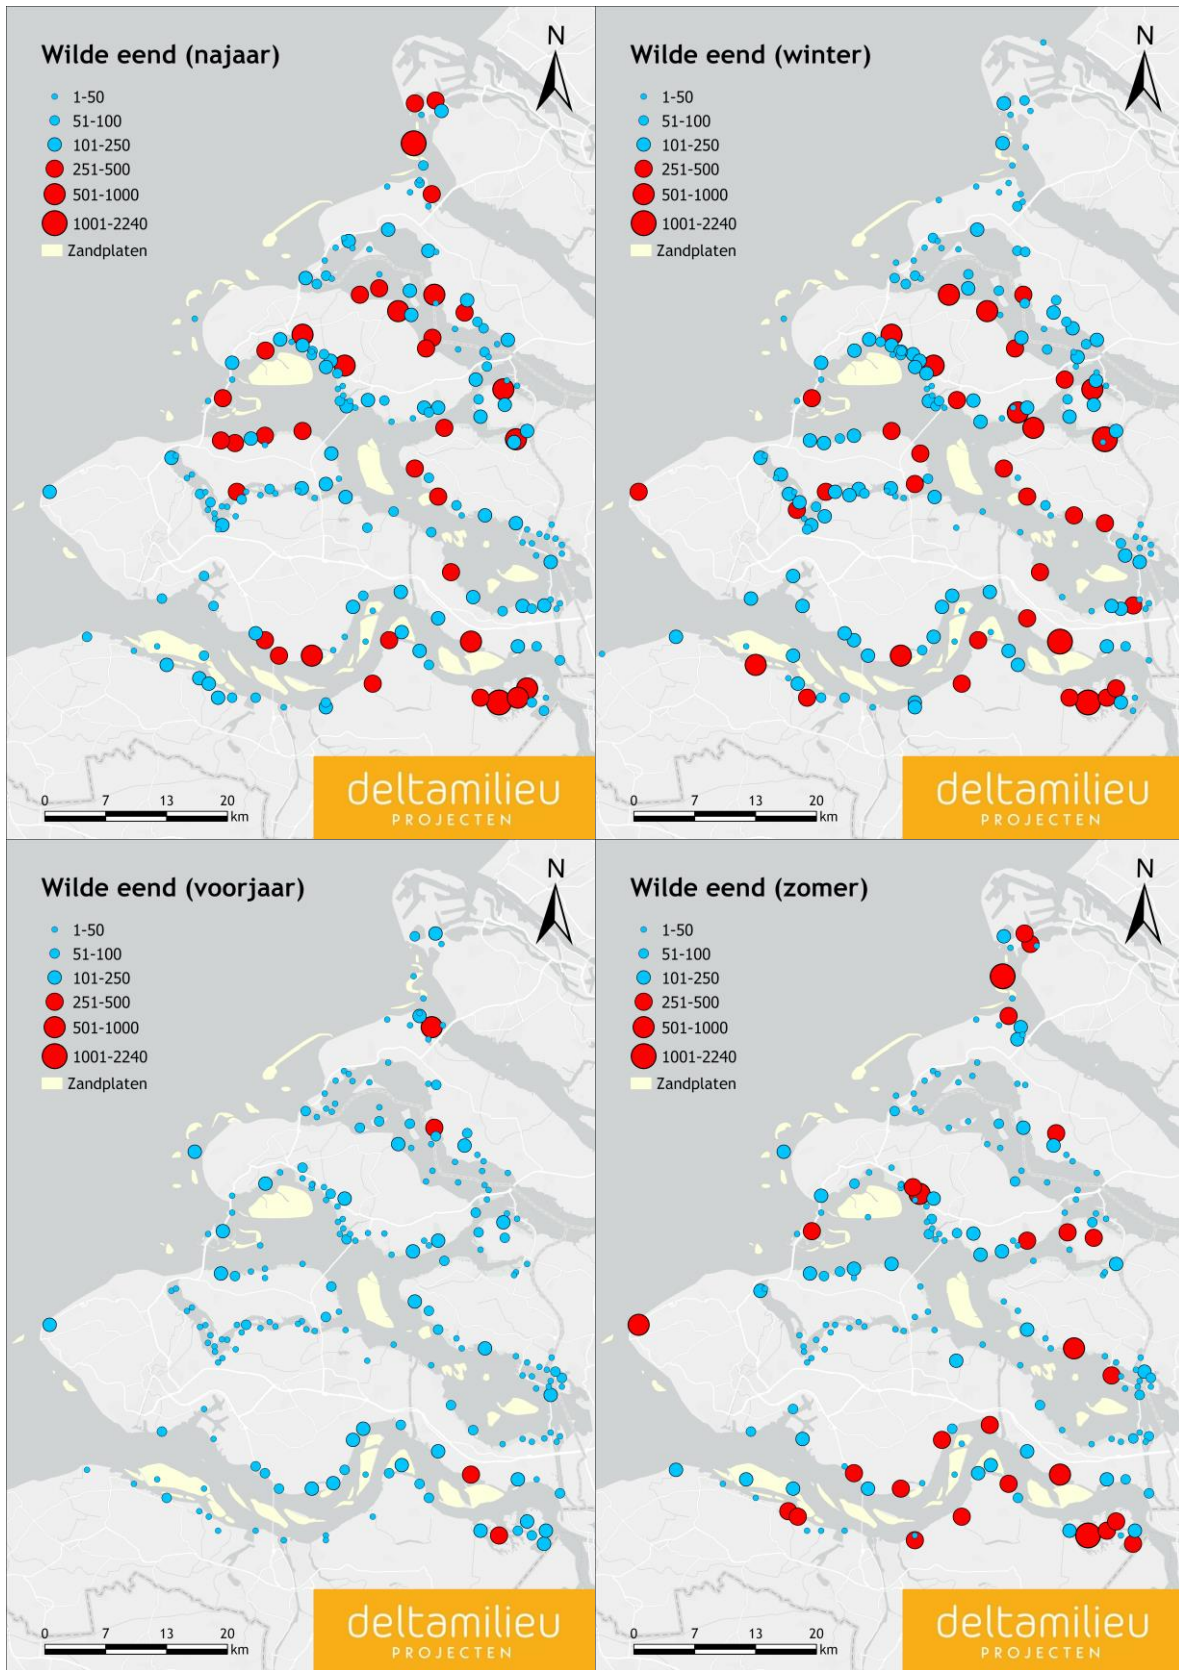 Wilde eend (najaar)
N
1-50
51-100
101-250
251-500
501-1000
1001-2240
Zandplaten
0 7 13 20
km
deltamilieu
PROJECTEN
Wilde eend (winter)
N
1-50
51-100
101-250
251-500
501-1000
1001-2240
Zandplaten
0 7 13 20
km
deltamilieu
PROJECTEN
Wilde eend (voorjaar)
N
1-50
51-100
101-250
251-500
501-1000
1001-2240
Zandplaten
0 7 13 20
km
deltamilieu
PROJECTEN
Wilde eend (zomer)
N
1-50
51-100
101-250
251-500
501-1000
1001-2240
Zandplaten
0 7 13 20
km
deltamilieu
PROJECTEN